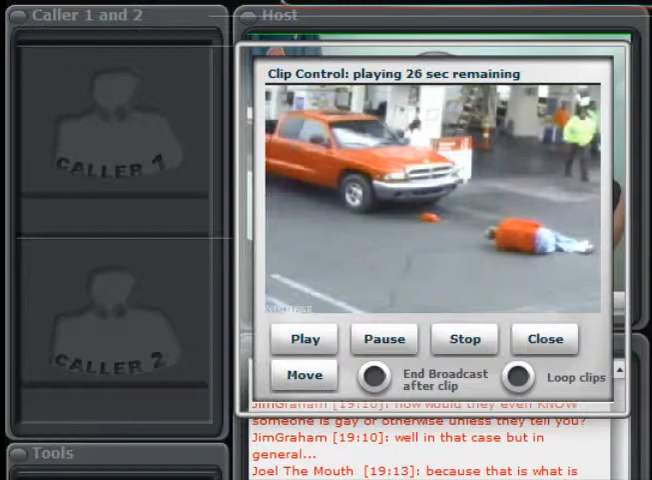 Caller 1 and 2
Host
CALLER 1
CALLER 2
Tools
Clip Control: playing 26 sec remaining
Play
Pause
Stop
Close
Move
End Broadcast
after clip
Loop clips
JimGraham [19:10]: how would they even KNOW
someone is gay or otherwise unless they tell you?
JimGraham [19:10]: well in that case but in
general...
Joel The Mouth [19:13]: because that is what is